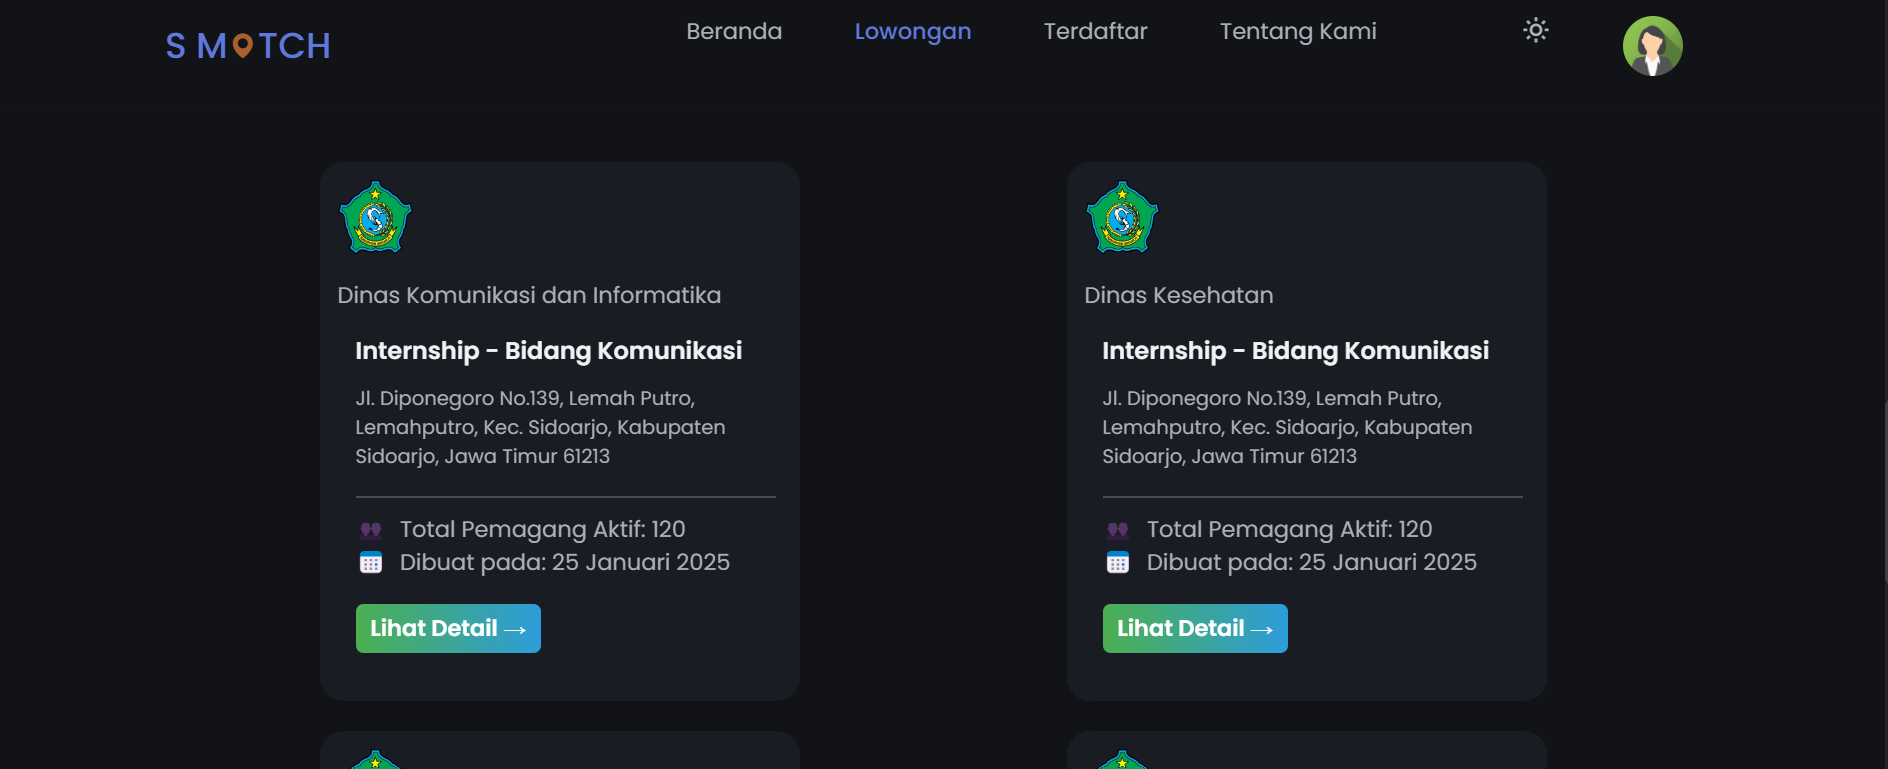 S M TCH
Beranda
Lowongan
Terdaftar
Tentang Kami
Dinas Komunikasi dan Informatika
Internship - Bidang Komunikasi
Jl. Diponegoro No.139, Lemah Putro,
Lemahputro, Kec. Sidoarjo, Kabupaten
Sidoarjo, Jawa Timur 61213
Total Pemagang Aktif: 120
Dibuat pada: 25 Januari 2025
Lihat Detail →
Dinas Kesehatan
Internship - Bidang Komunikasi
Jl. Diponegoro No.139, Lemah Putro,
Lemahputro, Kec. Sidoarjo, Kabupaten
Sidoarjo, Jawa Timur 61213
Total Pemagang Aktif: 120
Dibuat pada: 25 Januari 2025
Lihat Detail →